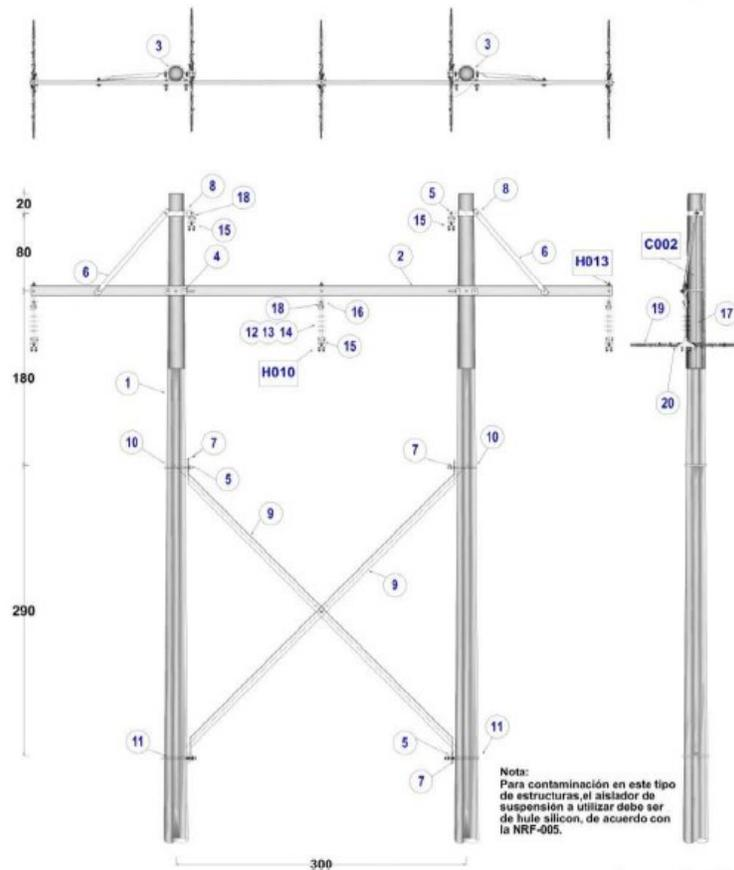 3 3
20 8 18 5 8
15 15
80 6 4 2 6 H013 C002
18 16
12 13 14 15
H010
19 17
20
180
1
10 7 5 7 10
9
9
290
11 5 11
7
Nota:
Para contaminación en este tipo
de estructuras,el aislador de
suspensión a utilizar debe ser
de hule silicon, de acuerdo con
la NRF-005.
300